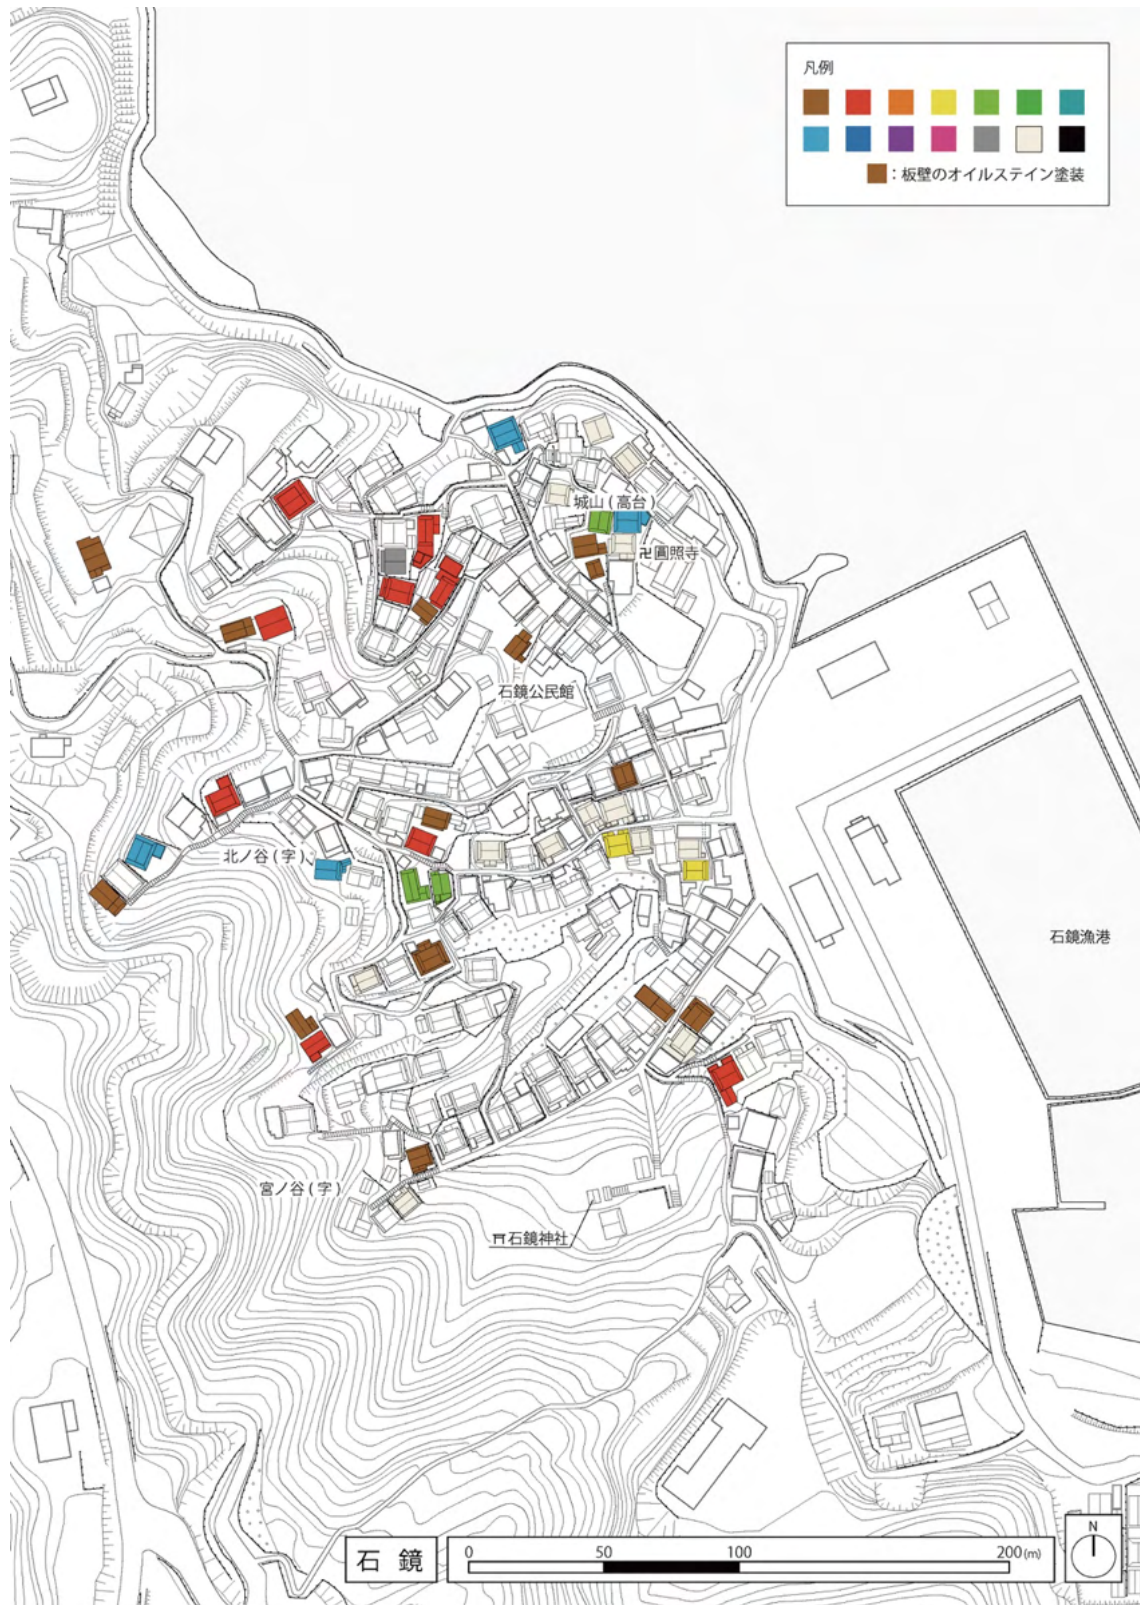 凡例
：板壁のオイルステイン塗装
城山(高台)
卍圓照寺
石鏡公民館
北ノ谷(字)
石鏡漁港
宮ノ谷(字)
石鏡神社
石 鏡
0 50 100 200(m)
N